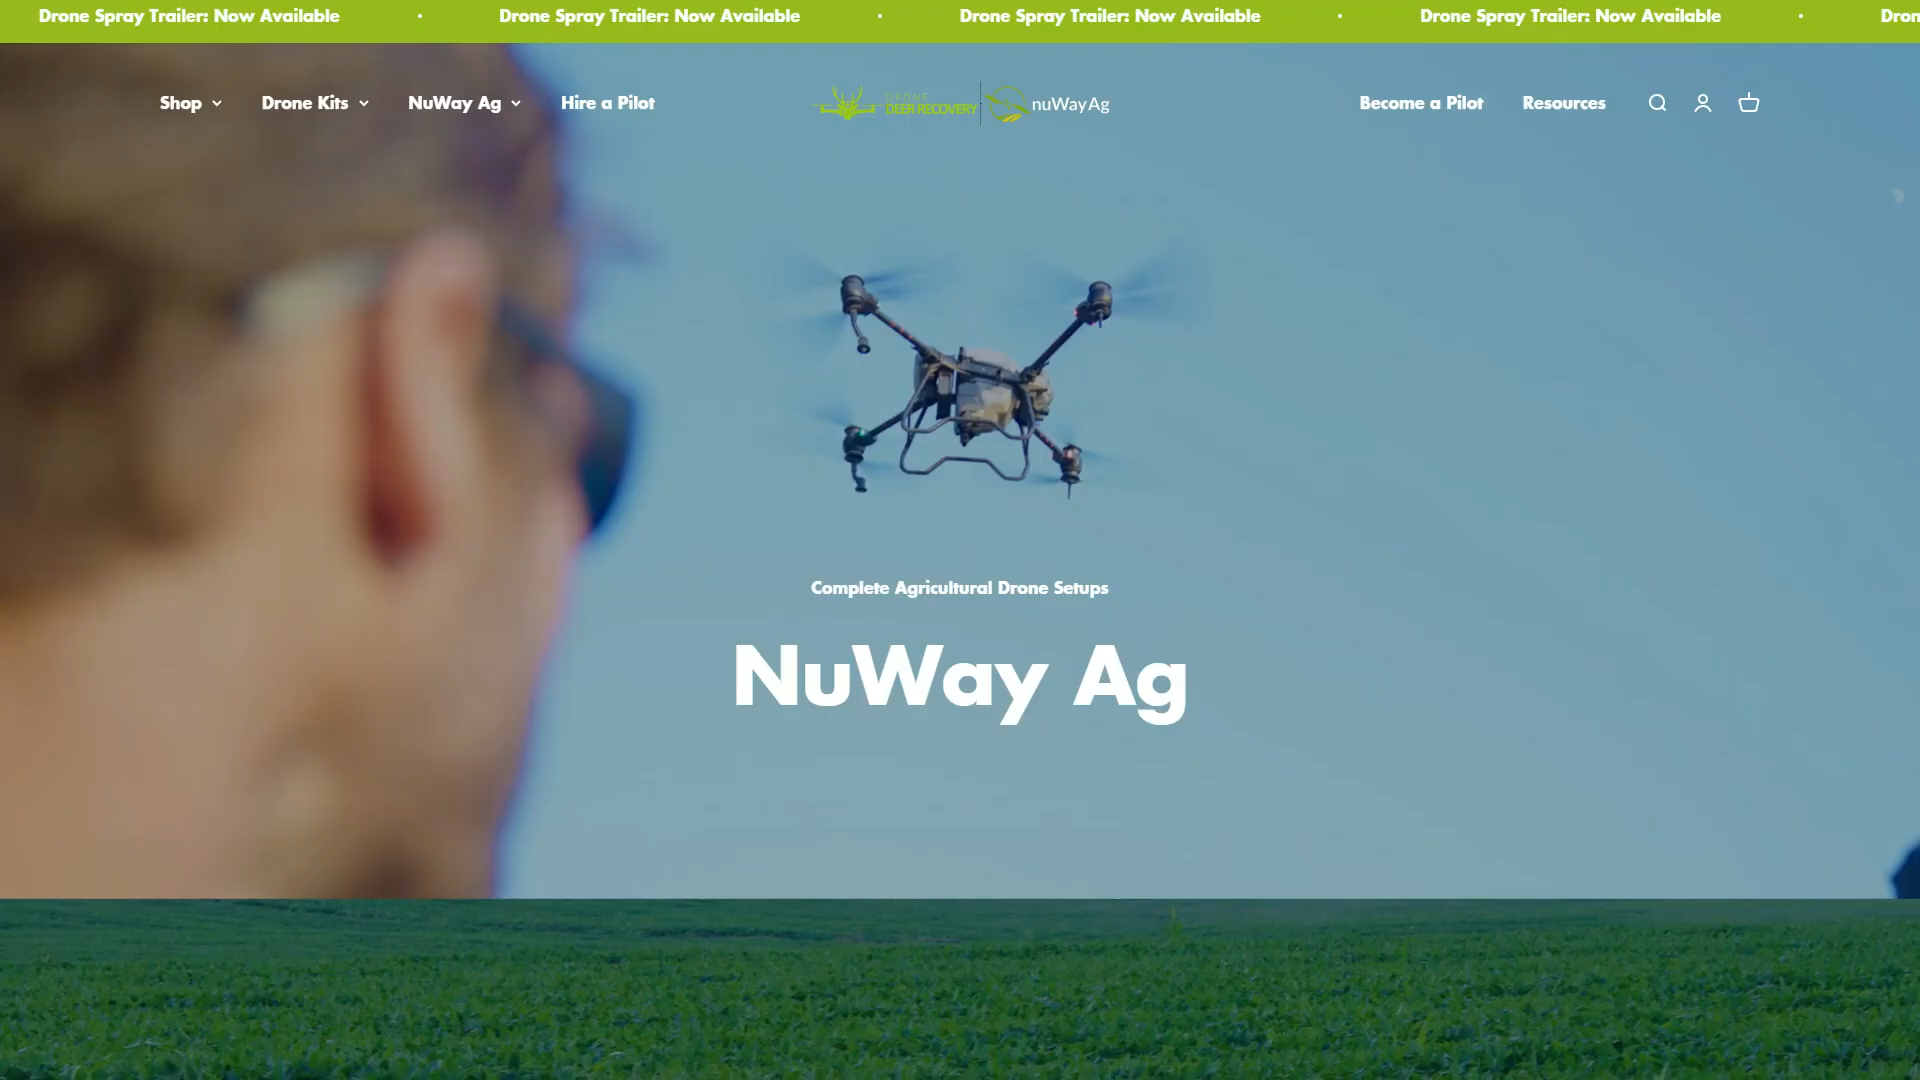 Drone Spray Trailer: Now Available • Drone Spray Trailer: Now Available • Drone Spray Trailer: Now Available • Drone Spray Trailer: Now Available • Dron
Shop Drone Kits NuWay Ag Hire a Pilot
DRONE
DEER RECOVERY
nuWay Ag
Become a Pilot Resources
Complete Agricultural Drone Setups
NuWay Ag